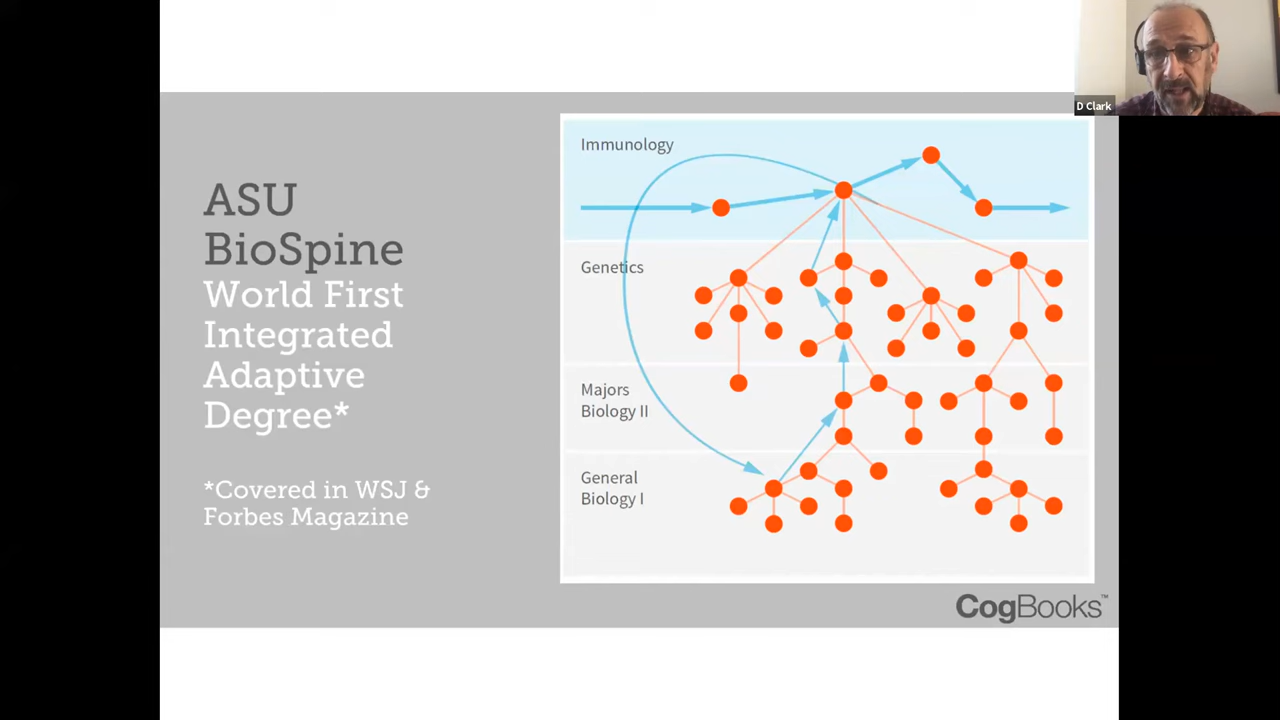 ASU
BioSpine
World First
Integrated
Adaptive
Degree*
*Covered in WSJ &
Forbes Magazine
Immunology
Genetics
Majors
Biology II
General
Biology I
CogBooks™
D Clark